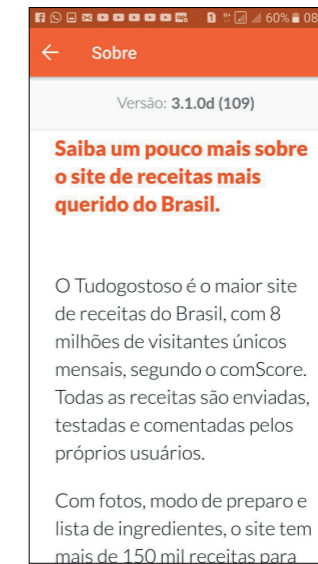 60% 08
Sobre
Versão: 3.1.0d (109)
Saiba um pouco mais sobre
o site de receitas mais
querido do Brasil.
O Tudogostoso é o maior site
de receitas do Brasil, com 8
milhões de visitantes únicos
mensais, segundo o comScore.
Todas as receitas são enviadas,
testadas e comentadas pelos
próprios usuários.
Com fotos, modo de preparo e
lista de ingredientes, o site tem
mais de 150 mil receitas para